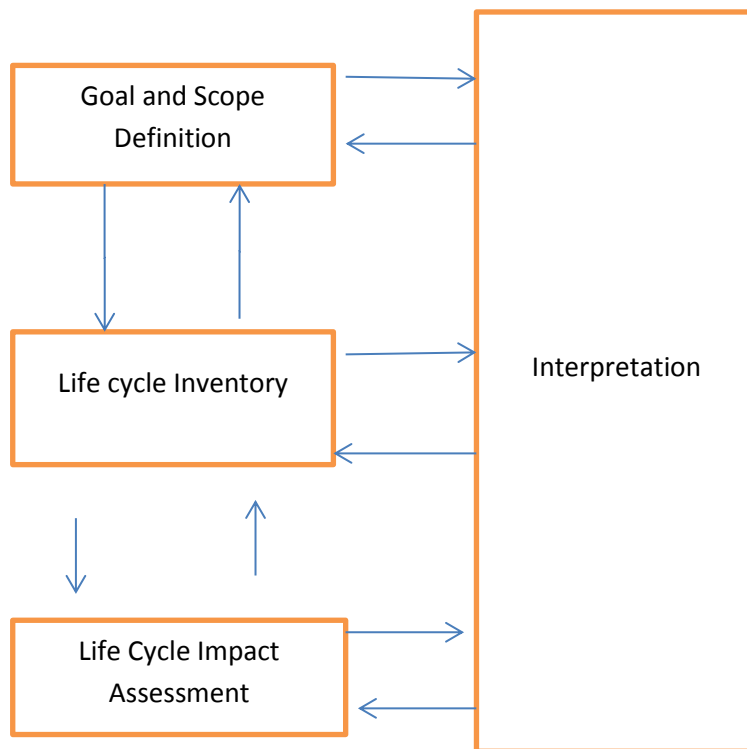 Goal and Scope
Definition
Life cycle Inventory
Interpretation
Life Cycle Impact
Assessment